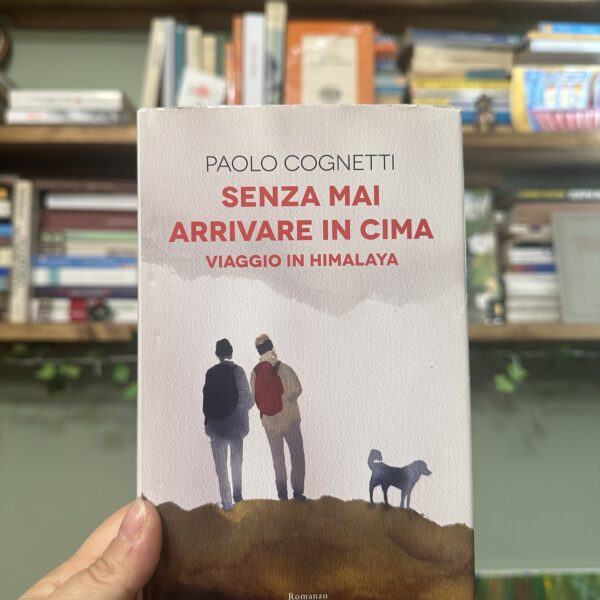 PAOLO COGNETTI
SENZA MAI
ARRIVARE IN CIMA
VIAGGIO IN HIMALAYA
Romanzo